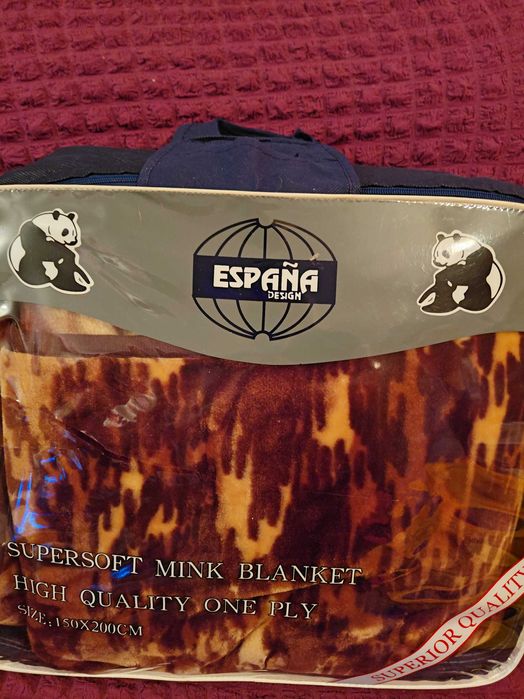 ESPAÑA
DESIGN
SUPERSOFT MINK BLANKET
HIGH QUALITY ONE PLY
SIZE: 150X200CM
SUPERIOR QUALITY